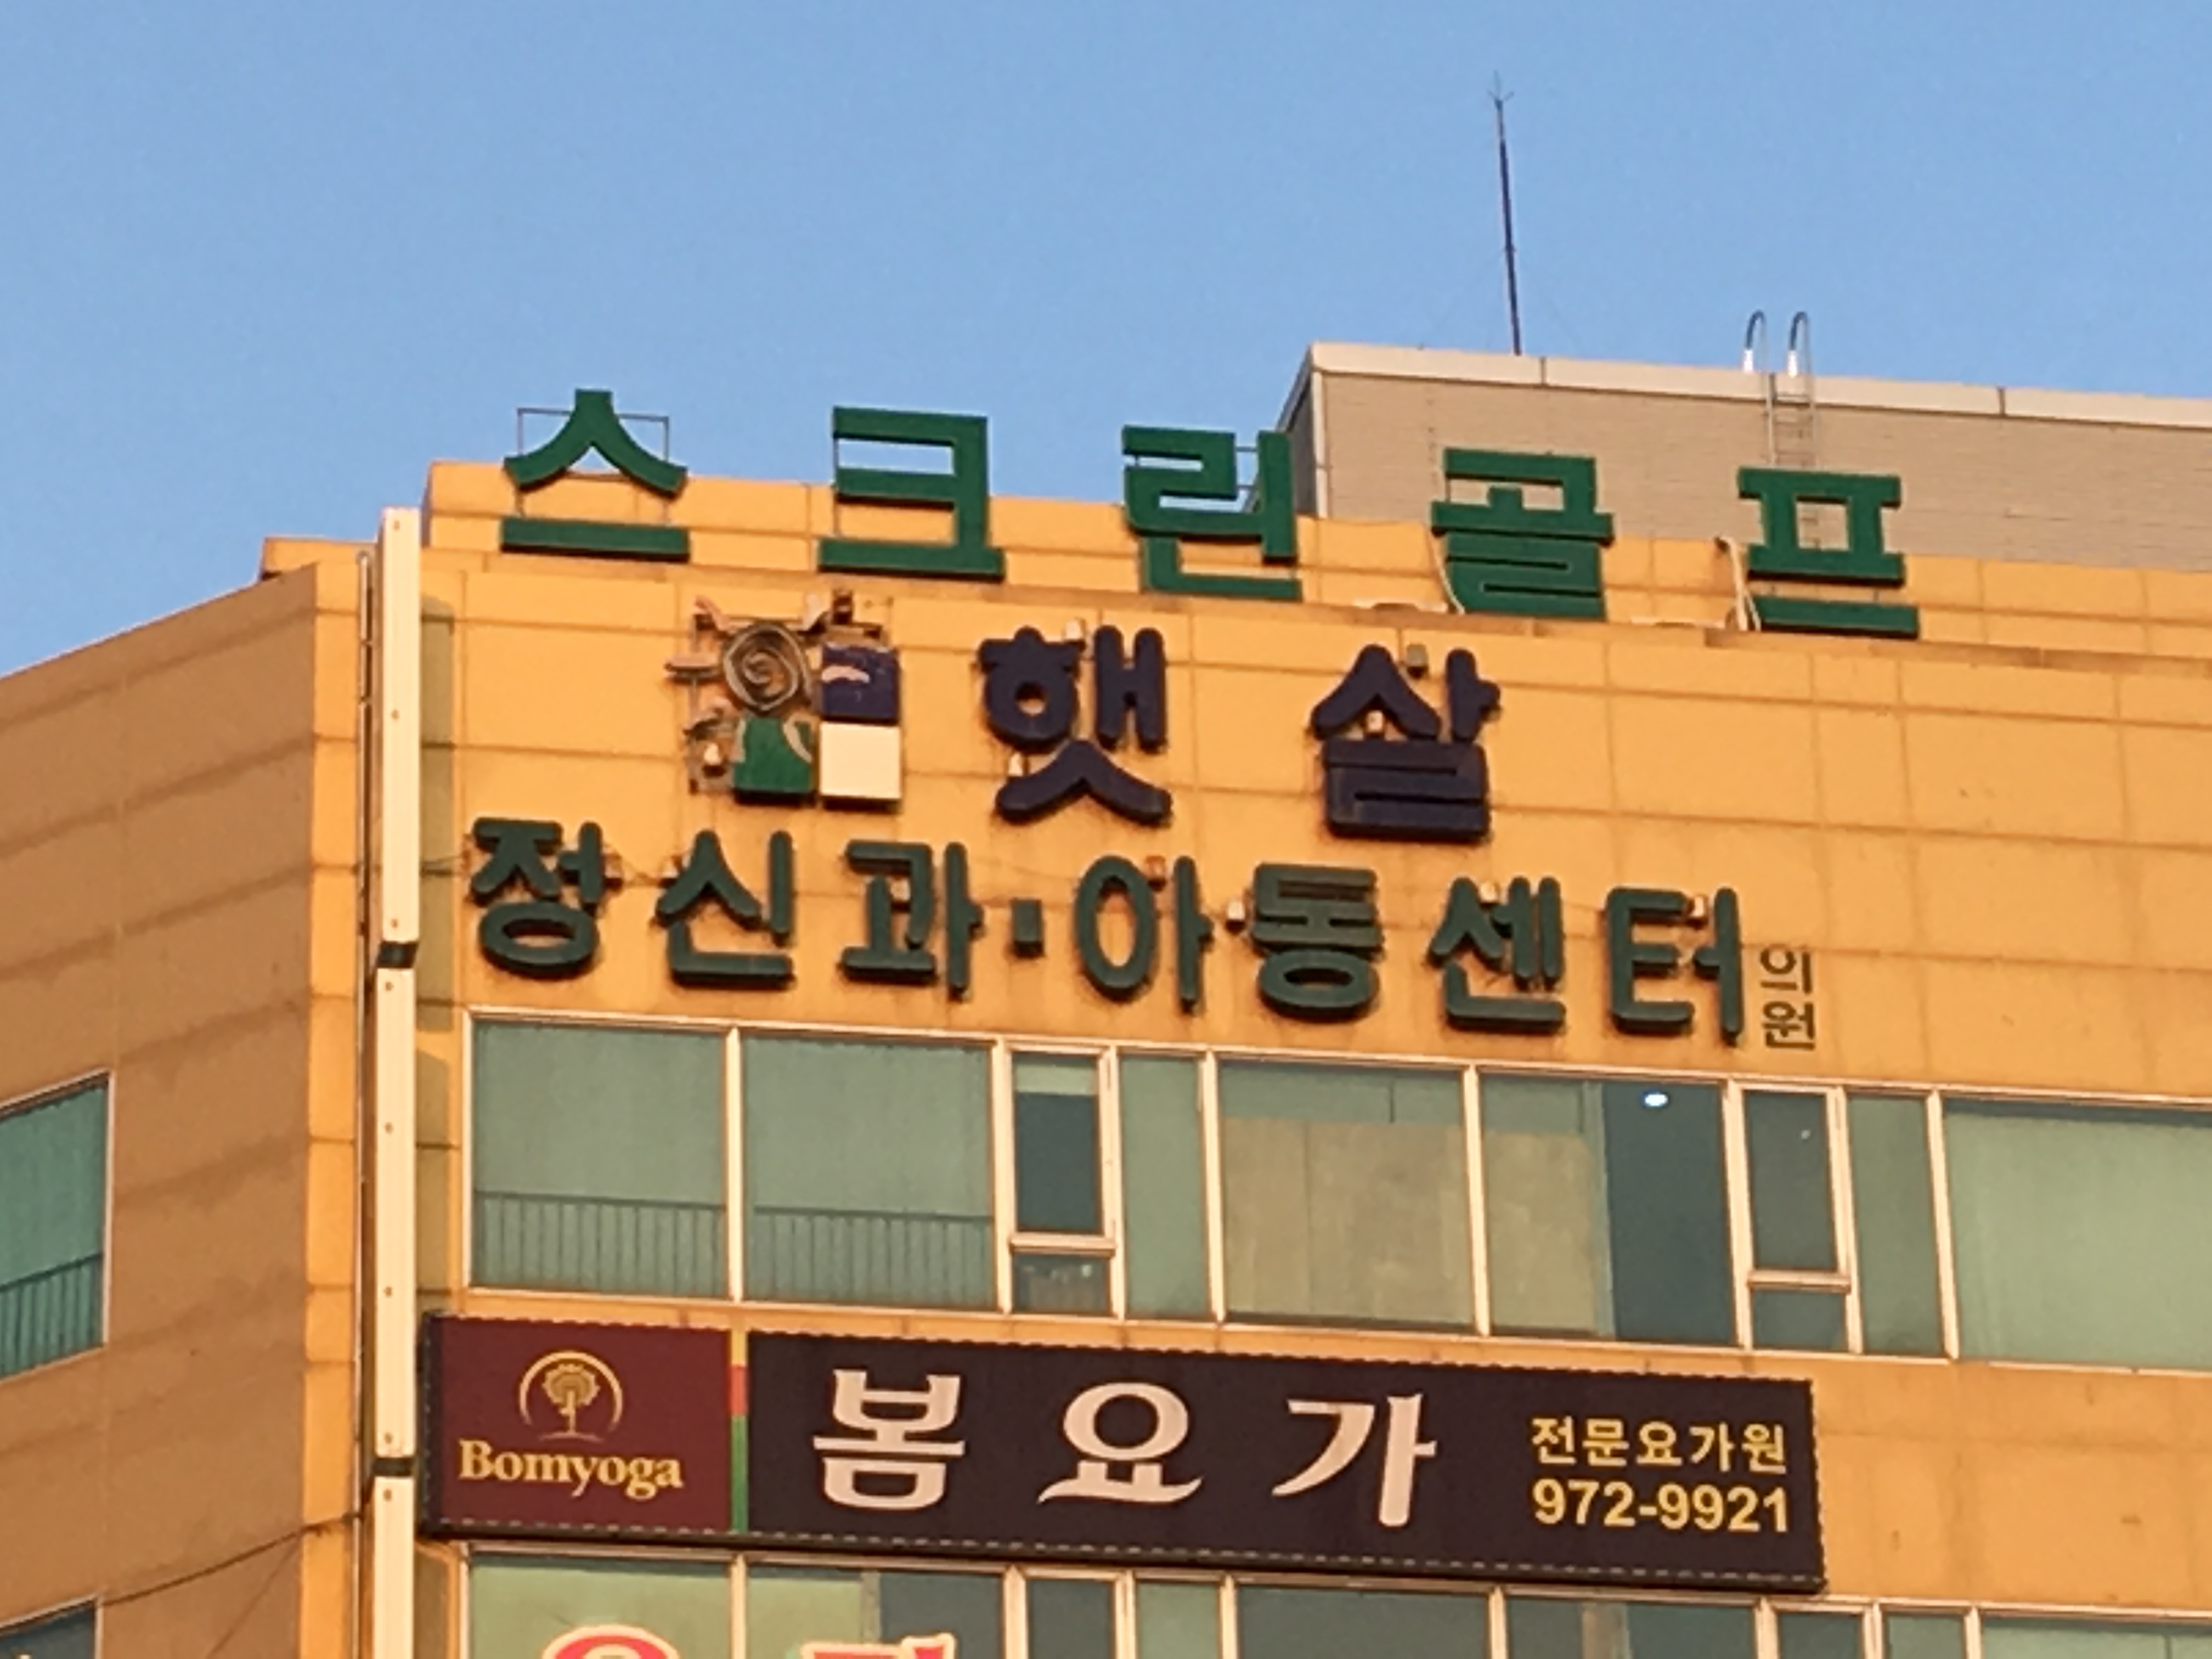 스크린골프
햇살
정신과·아동센터 의원
Bomyoga
봄요가
전문요가원
972-9921